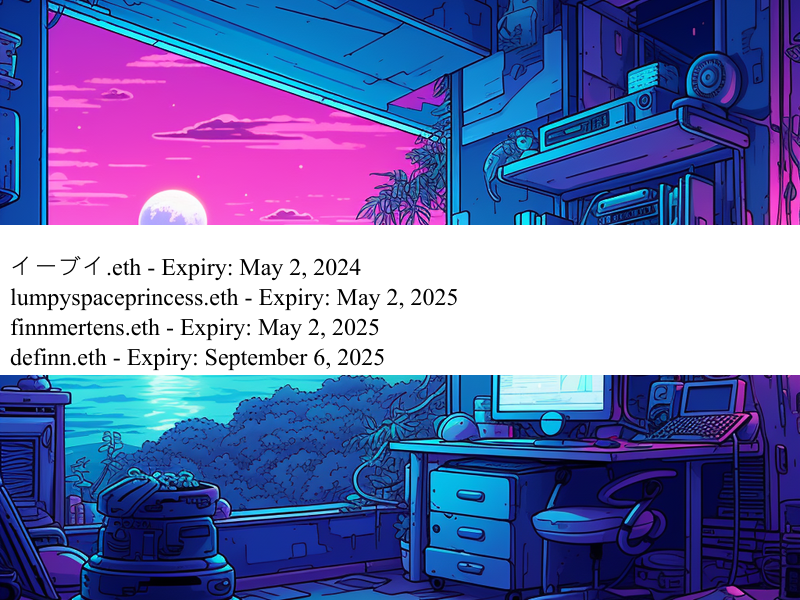 イーブイ.eth - Expiry: May 2, 2024
lumpyspaceprincess.eth - Expiry: May 2, 2025
finnmertens.eth - Expiry: May 2, 2025
definn.eth - Expiry: September 6, 2025